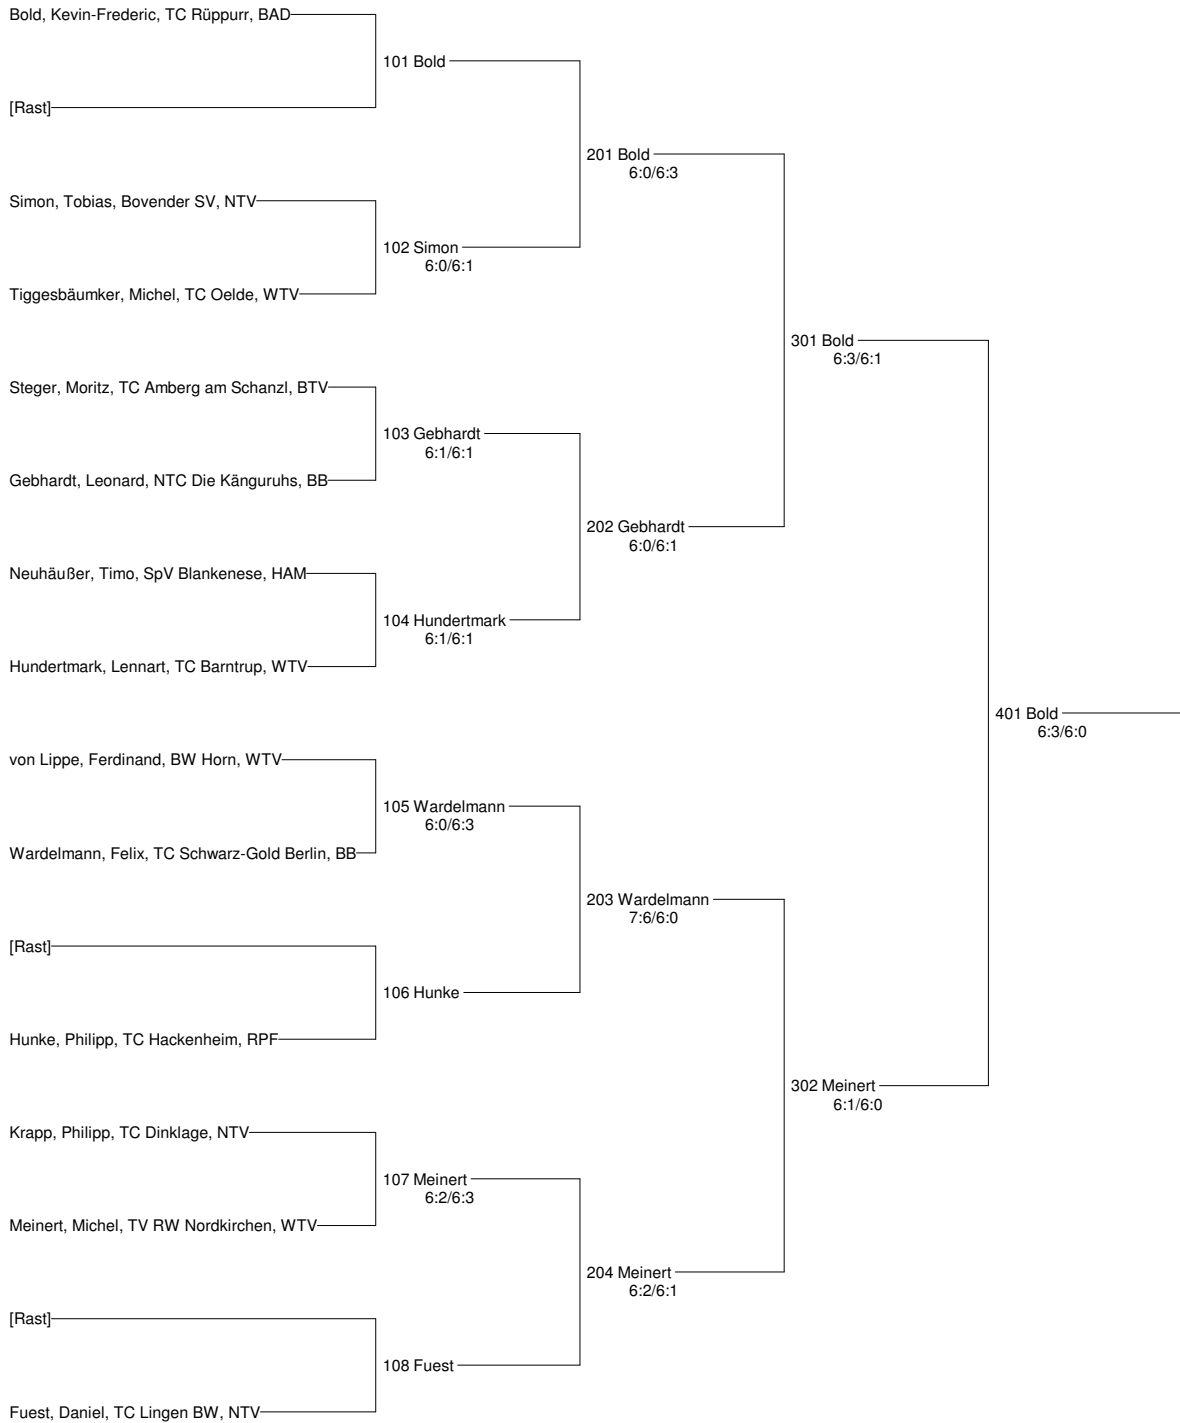 Bold, Kevin-Frederic, TC Rüppurr, BAD
101 Bold
[Rast]
201 Bold
6:0/6:3
Simon, Tobias, Bovender SV, NTV
102 Simon
6:0/6:1
Tiggesbäumker, Michel, TC Oelde, WTV
301 Bold
6:3/6:1
Steger, Moritz, TC Amberg am Schanzl, BTV
103 Gebhardt
6:1/6:1
Gebhardt, Leonard, NTC Die Känguruhs, BB
202 Gebhardt
6:0/6:1
Neuhäußer, Timo, SpV Blankenese, HAM
104 Hundertmark
6:1/6:1
Hundertmark, Lennart, TC Barntrup, WTV
401 Bold
6:3/6:0
von Lippe, Ferdinand, BW Horn, WTV
105 Wardelmann
6:0/6:3
Wardelmann, Felix, TC Schwarz-Gold Berlin, BB
203 Wardelmann
7:6/6:0
[Rast]
106 Hunke
Hunke, Philipp, TC Hackenheim, RPF
302 Meinert
6:1/6:0
Krapp, Philipp, TC Dinklage, NTV
107 Meinert
6:2/6:3
Meinert, Michel, TV RW Nordkirchen, WTV
204 Meinert
6:2/6:1
[Rast]
108 Fuest
Fuest, Daniel, TC Lingen BW, NTV